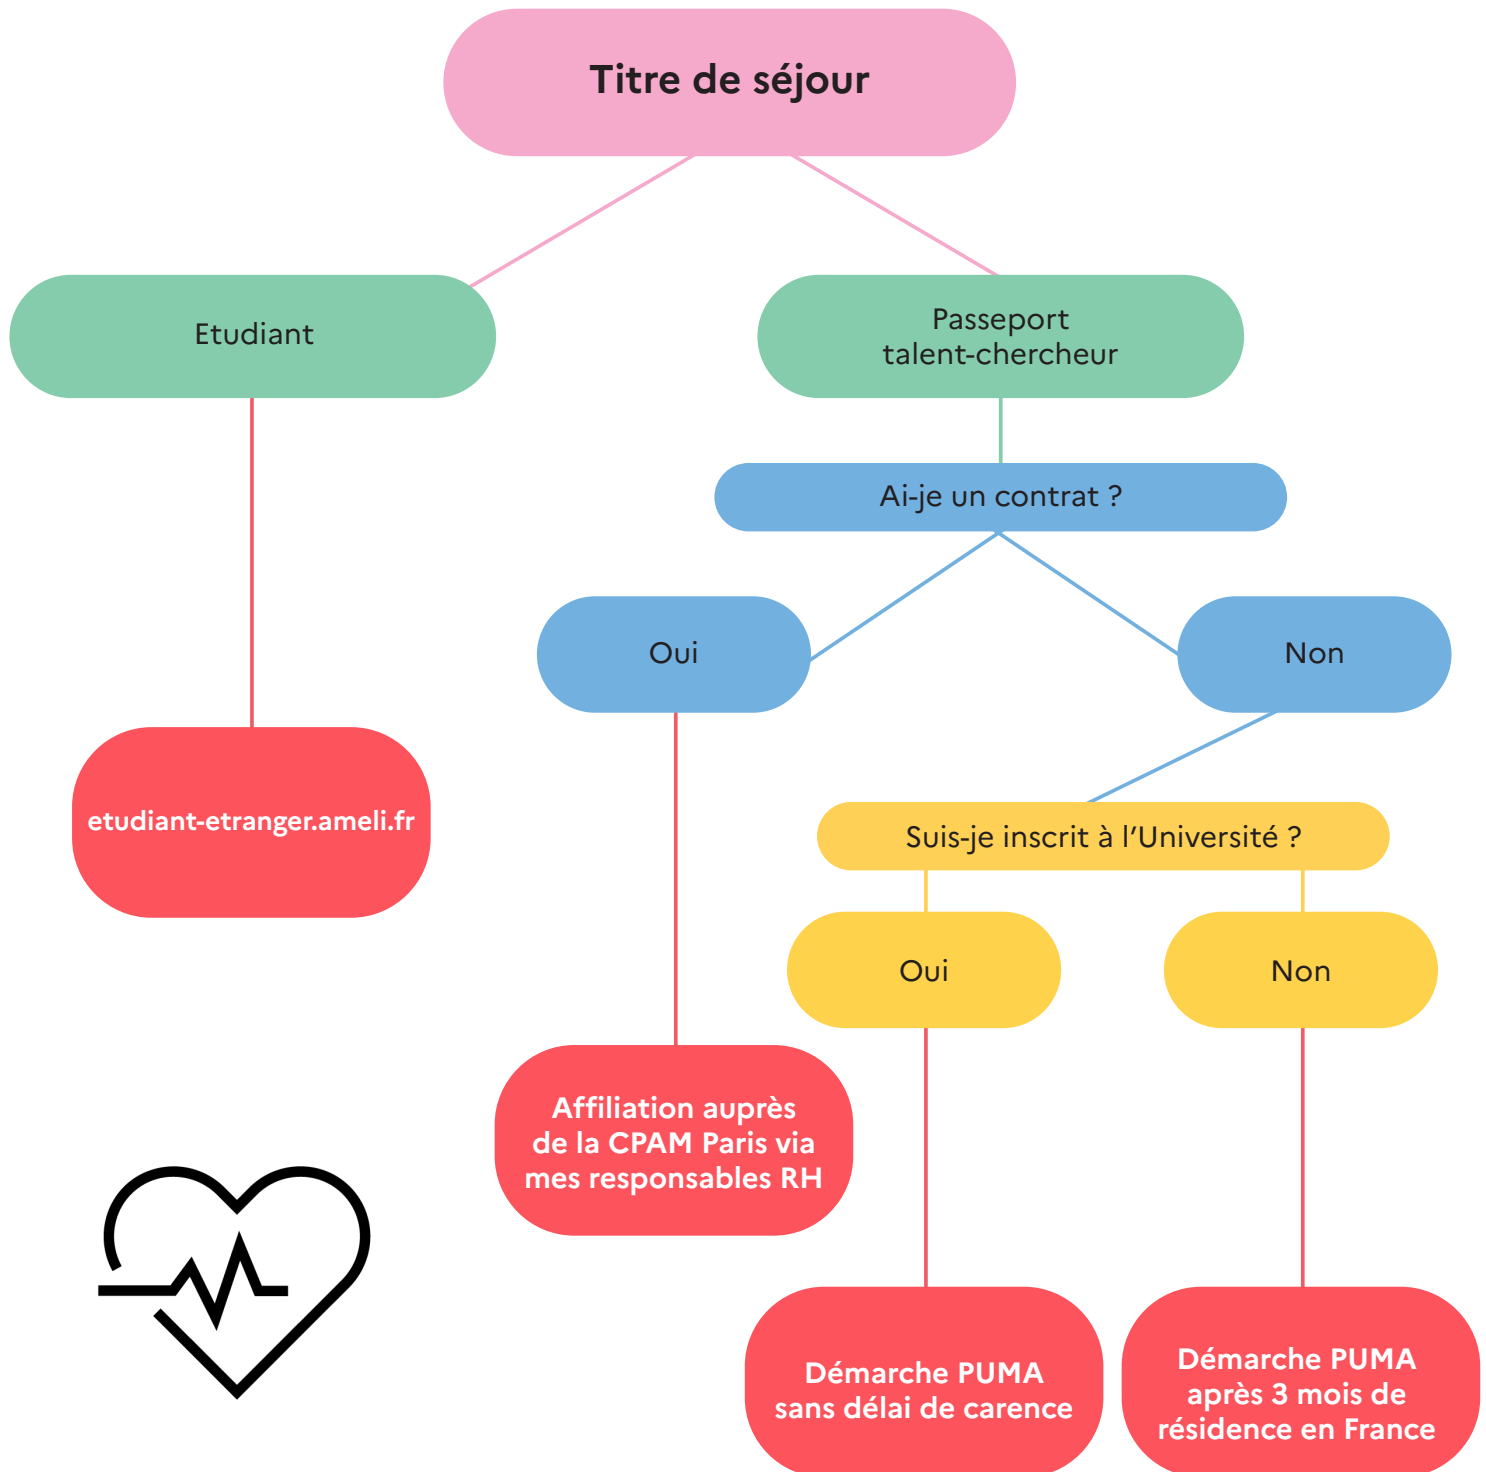 Titre de séjour
Etudiant
Passeport
talent-chercheur
Ai-je un contrat ?
Oui
Non
etudiant-etranger.ameli.fr
Suis-je inscrit à l’Université ?
Oui
Non
Affiliation auprès
de la CPAM Paris via
mes responsables RH
Démarche PUMA
sans délai de carence
Démarche PUMA
après 3 mois de
résidence en France